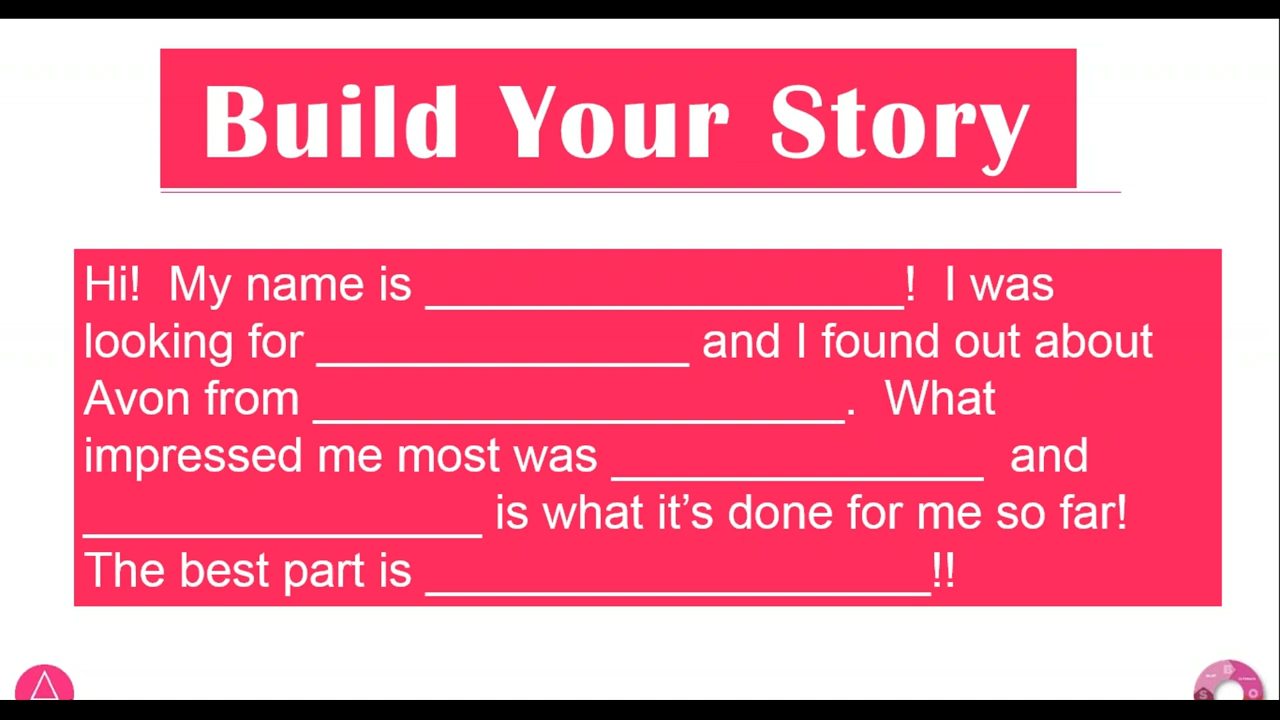 Build Your Story
Hi! My name is ____________________! I was
looking for ________________ and I found out about
Avon from ______________________. What
impressed me most was ________________ and
_________________ is what it’s done for me so far!
The best part is _____________________!!